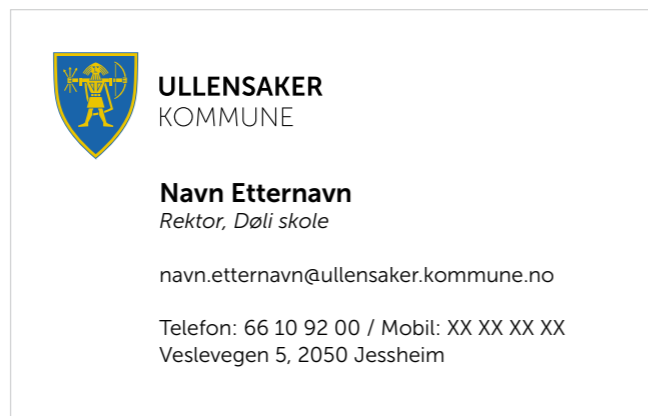 ULLENSAKER
KOMMUNE
Navn Etternavn
Rektor, Døli skole
navn.etternavn@ullensaker.kommune.no
Telefon: 66 10 92 00 / Mobil: XX XX XX XX
Veslevegen 5, 2050 Jessheim